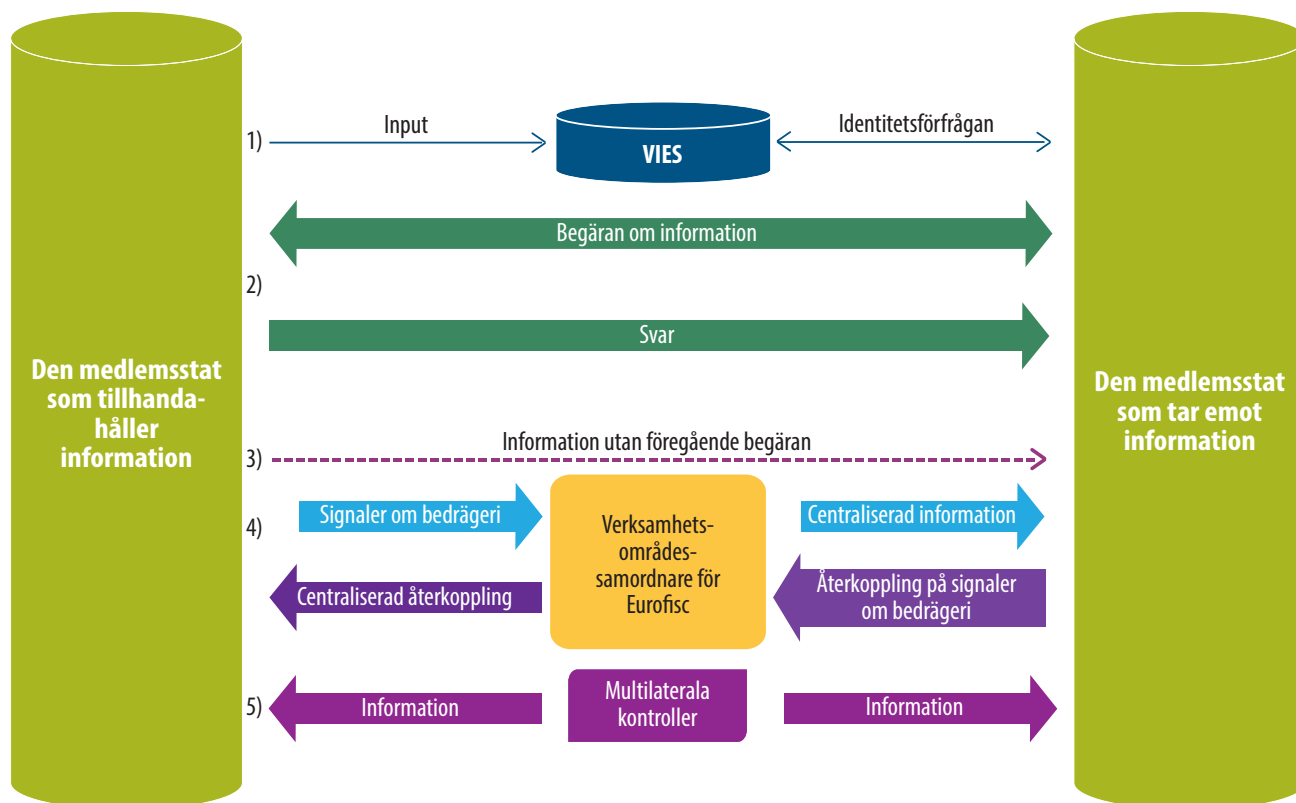 Input
Identitetsförfrågan
1)
VIES
Begäran om information
2)
Svar
Den medlemsstat
som tillhanda-
håller
information
Den medlemsstat
som tar emot
information
Information utan föregående begäran
3)
4)
Signaler om bedrägeri
Verksamhets-
områdes-
samordnare för
Eurofisc
Centraliserad information
Centraliserad återkoppling
Återkoppling på signaler
om bedrägeri
5)
Information
Multilaterala
kontroller
Information